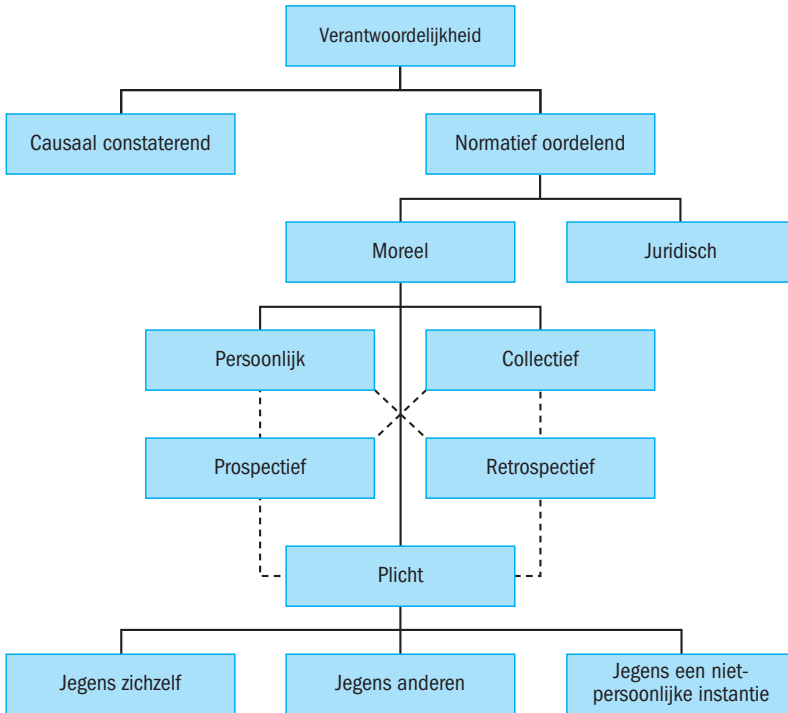 Verantwoordelijkheid
Causaal constaterend
Normatief oordelend
Moreel
Juridisch
Persoonlijk
Collectief
Prospectief
Retrospectief
Plicht
Jegens zichzelf
Jegens anderen
Jegens een niet-
persoonlijke instantie